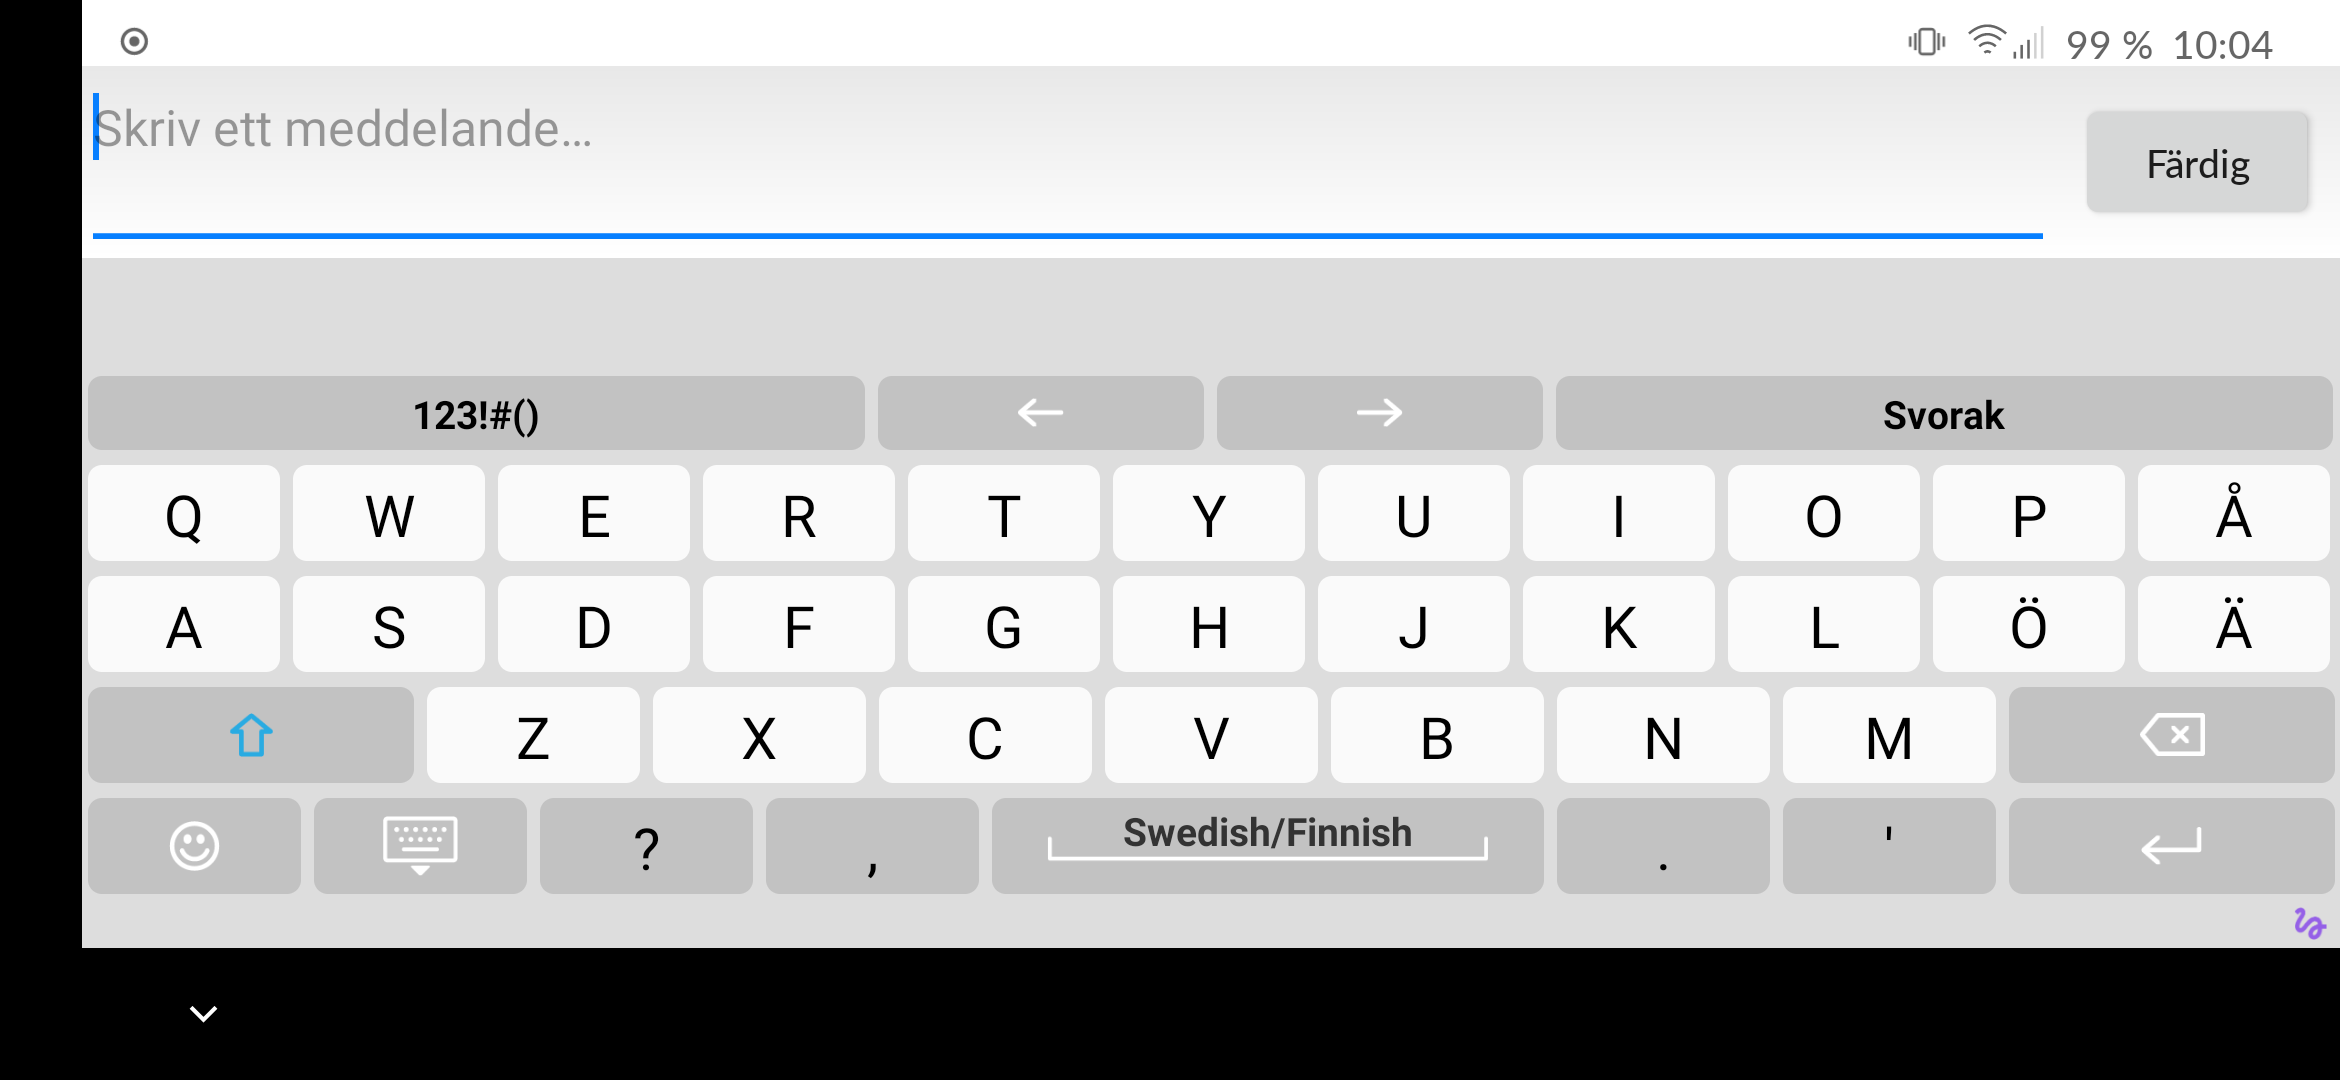 99 % 10:04
Skriv ett meddelande...
Färdig
123!#() ← → Svorak
Q W E R T Y U I O P Å
A S D F G H J K L Ö Ä
Z X C V B N M
? , Swedish/Finnish . '